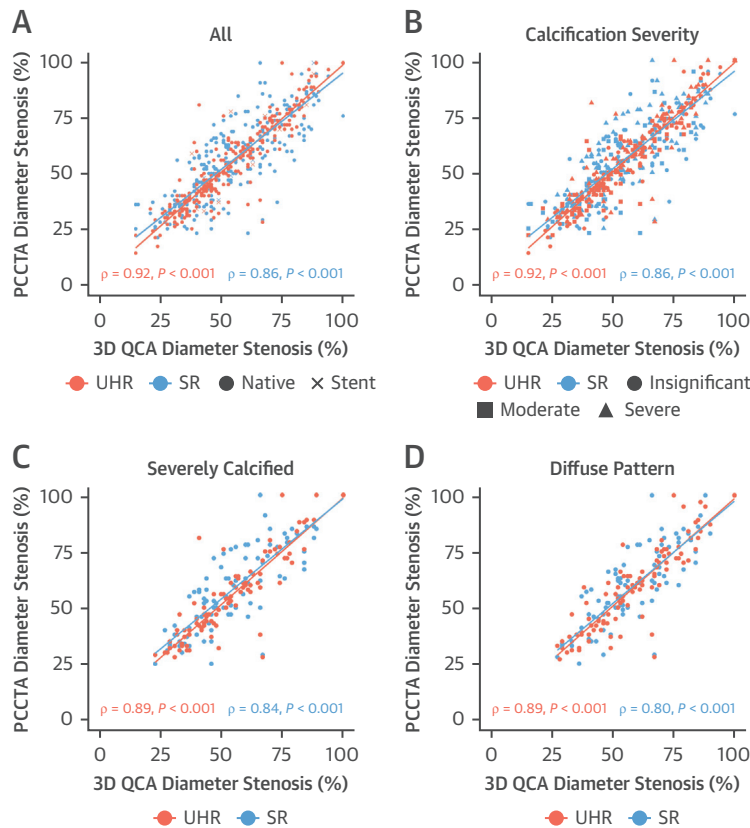 A
All
PCCTA Diameter Stenosis (%)
100
75
50
25
0
ρ = 0.92, P < 0.001 ρ = 0.86, P < 0.001
0 25 50 75 100
3D QCA Diameter Stenosis (%)
UHR SR Native × Stent
B
Calcification Severity
PCCTA Diameter Stenosis (%)
100
75
50
25
0
ρ = 0.92, P < 0.001 ρ = 0.86, P < 0.001
0 25 50 75 100
3D QCA Diameter Stenosis (%)
UHR SR Insignificant
Moderate Severe
C
Severely Calcified
PCCTA Diameter Stenosis (%)
100
75
50
25
0
ρ = 0.89, P < 0.001 ρ = 0.84, P < 0.001
0 25 50 75 100
3D QCA Diameter Stenosis (%)
UHR SR
D
Diffuse Pattern
PCCTA Diameter Stenosis (%)
100
75
50
25
0
ρ = 0.89, P < 0.001 ρ = 0.80, P < 0.001
0 25 50 75 100
3D QCA Diameter Stenosis (%)
UHR SR